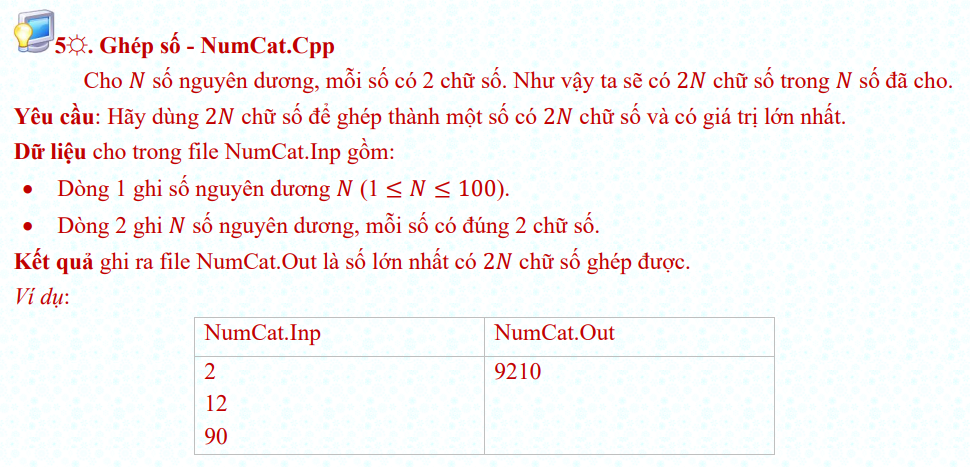 5☼. Ghép số - NumCat.Cpp
Cho N số nguyên dương, mỗi số có 2 chữ số. Như vậy ta sẽ có 2N chữ số trong N số đã cho.
Yêu cầu: Hãy dùng 2N chữ số để ghép thành một số có 2N chữ số và có giá trị lớn nhất.
Dữ liệu cho trong file NumCat.Inp gồm:
• Dòng 1 ghi số nguyên dương N (1 ≤ N ≤ 100).
• Dòng 2 ghi N số nguyên dương, mỗi số có đúng 2 chữ số.
Kết quả ghi ra file NumCat.Out là số lớn nhất có 2N chữ số ghép được.
Ví dụ:
NumCat.Inp NumCat.Out
2 9210
12
90